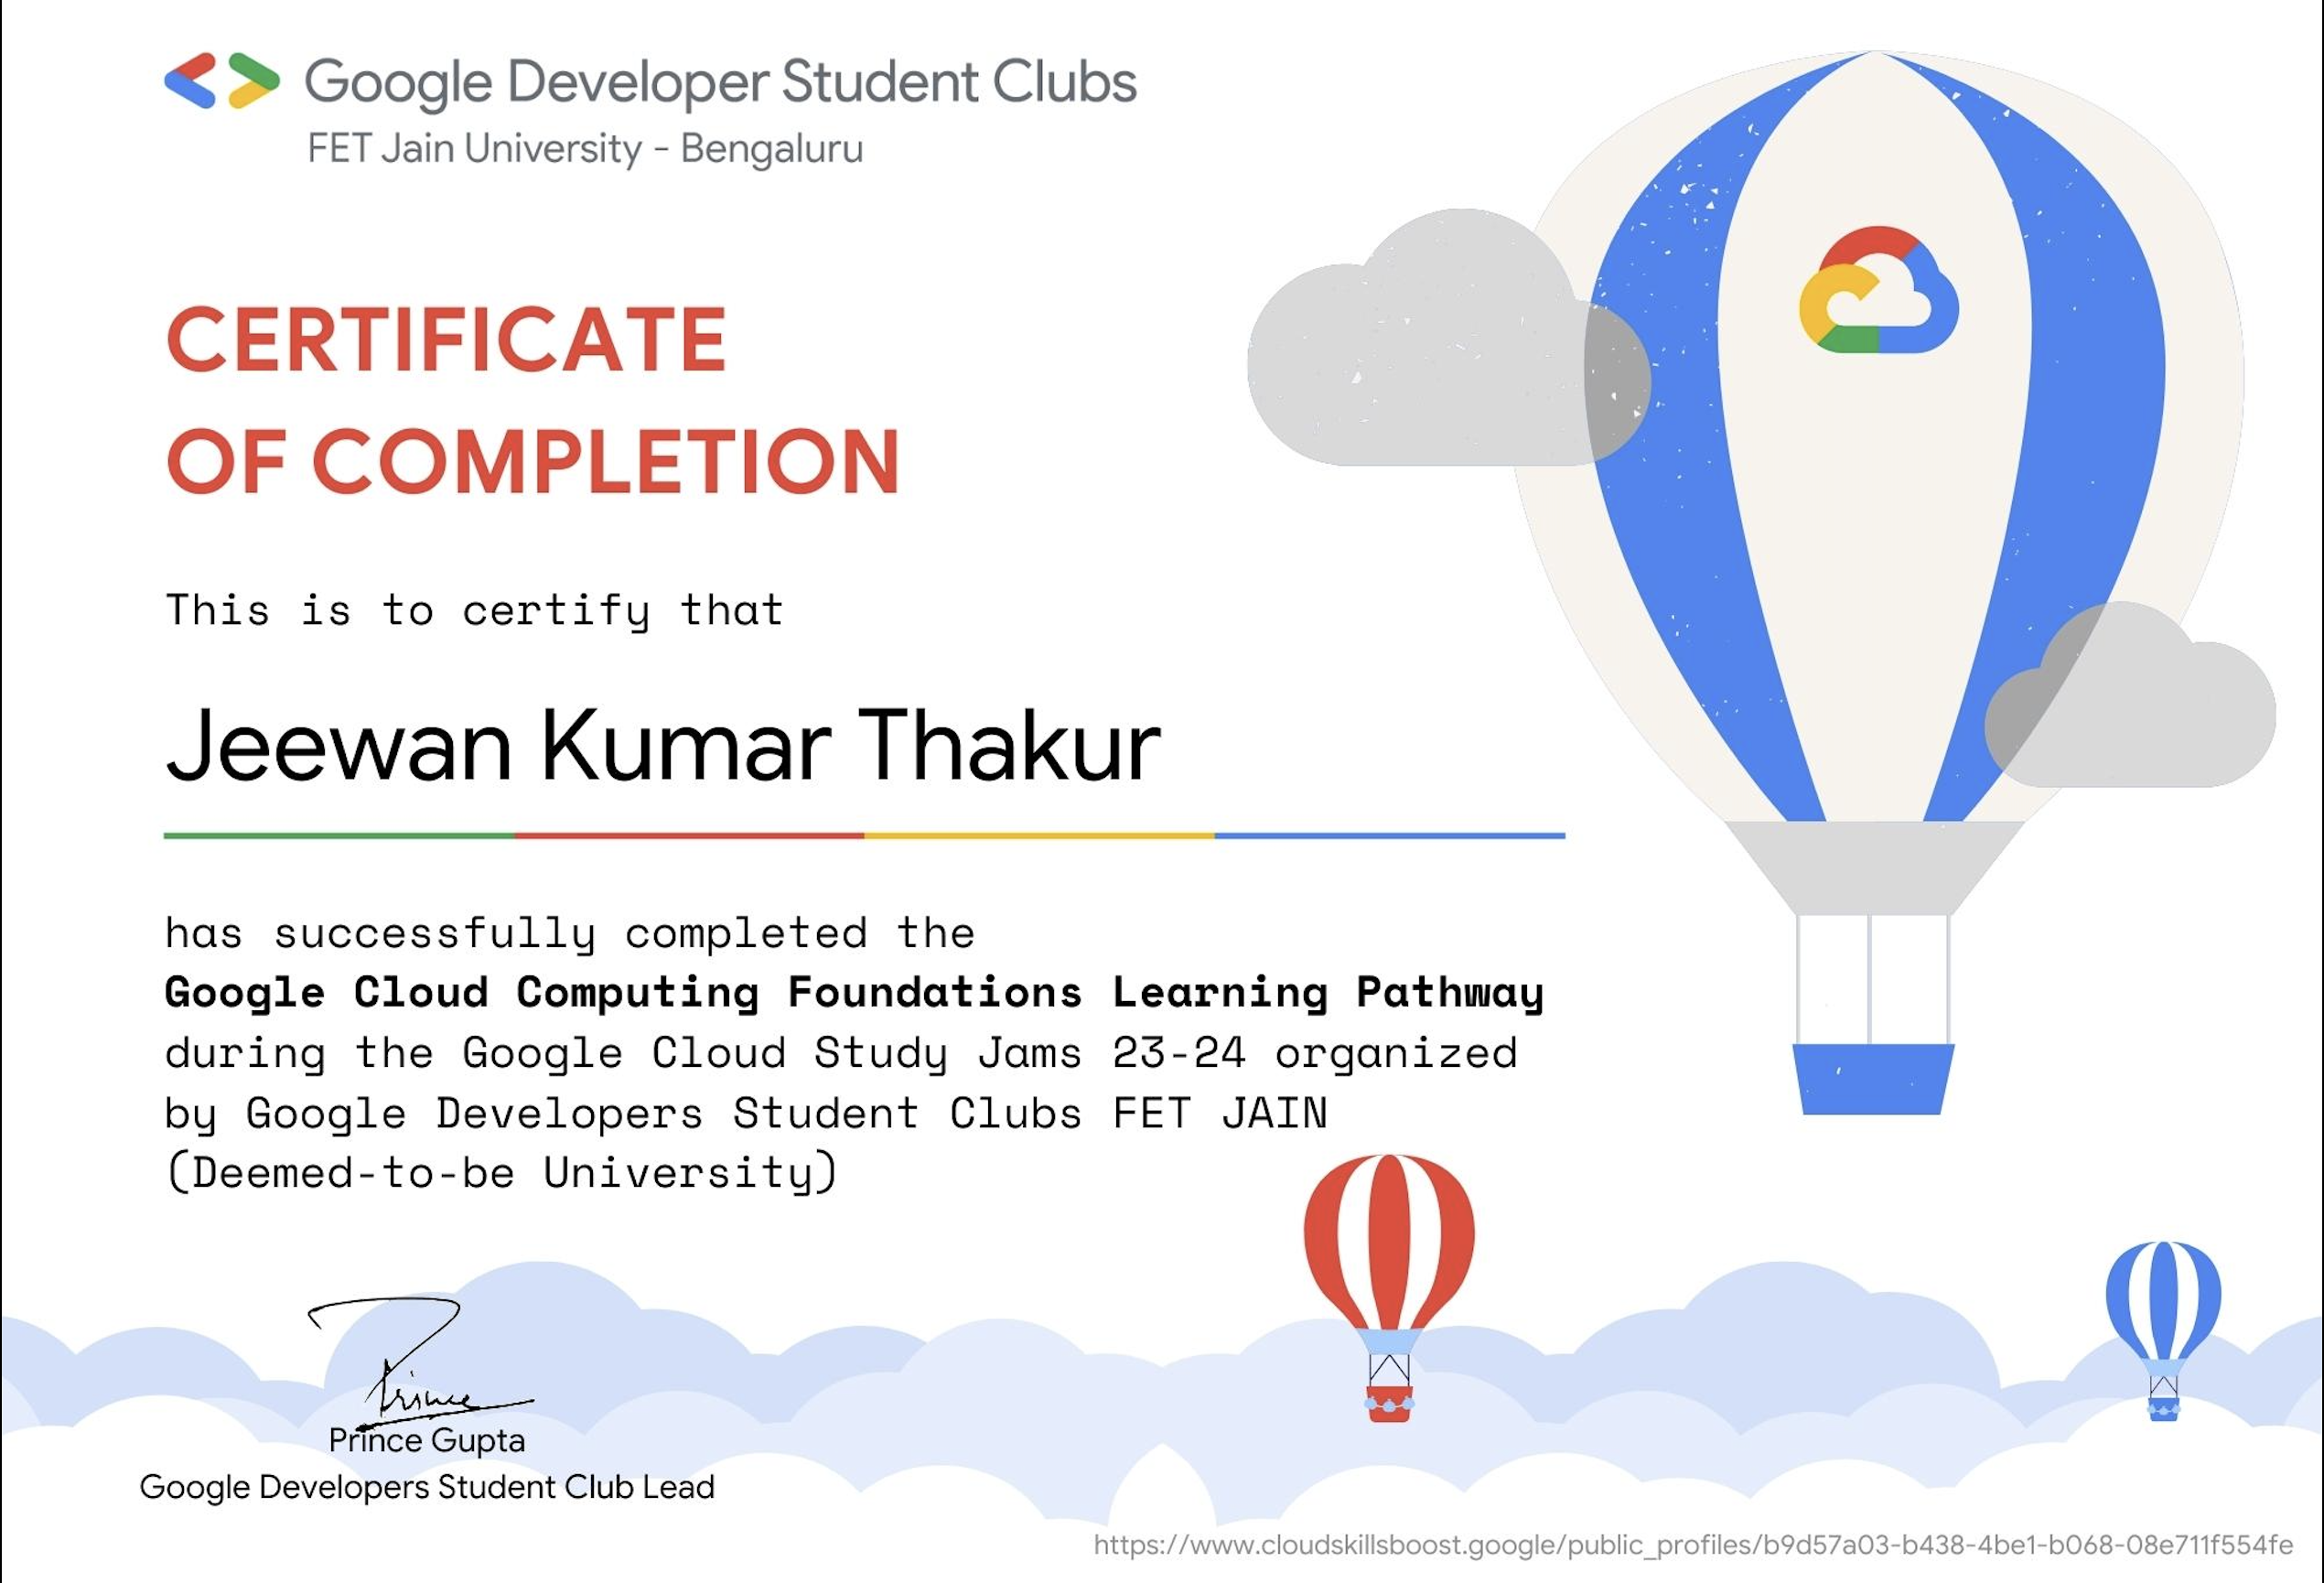 Google Developer Student Clubs
FET Jain University - Bengaluru
CERTIFICATE
OF COMPLETION
This is to certify that
Jeewan Kumar Thakur
has successfully completed the
Google Cloud Computing Foundations Learning Pathway
during the Google Cloud Study Jams 23-24 organized
by Google Developers Student Clubs FET JAIN
(Deemed-to-be University)
Prince
Prince Gupta
Google Developers Student Club Lead
https://www.cloudskillsboost.google/public_profiles/b9d57a03-b438-4be1-b068-08e711f554fe